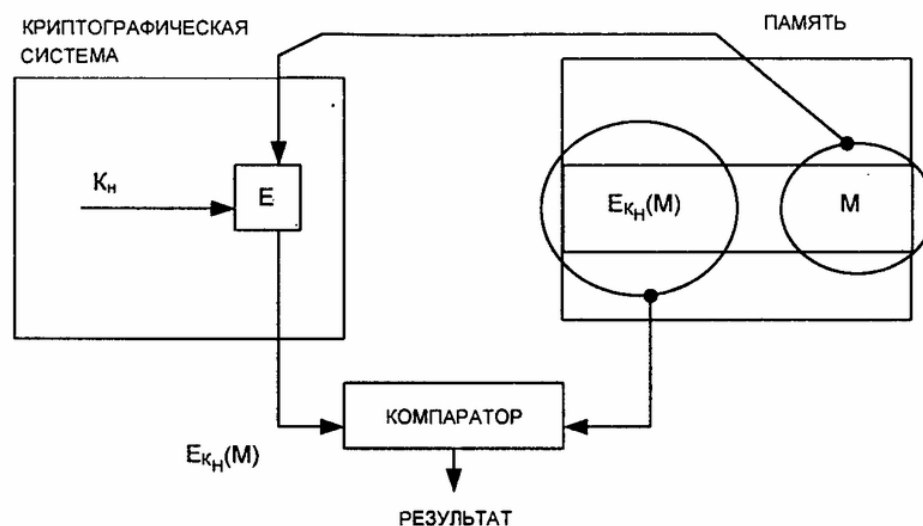 КРИПТОГРАФИЧЕСКАЯ
СИСТЕМА
ПАМЯТЬ
Kн
E
EKн(M)
M
КОМПАРАТОР
EKн(M)
РЕЗУЛЬТАТ